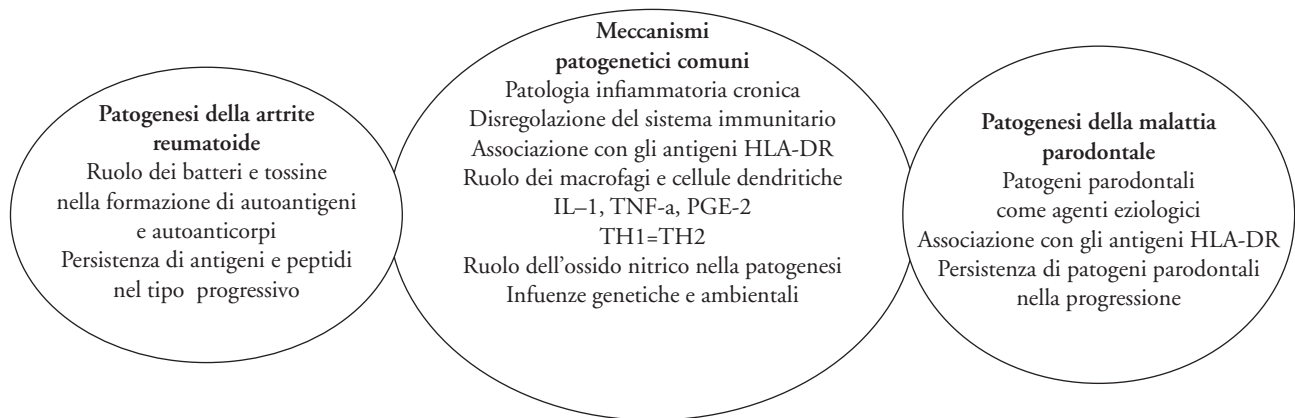 Patogenesi della artrite
reumatoide
Ruolo dei batteri e tossine
nella formazione di autoantigeni
e autoanticorpi
Persistenza di antigeni e peptidi
nel tipo progressivo
Meccanismi
patogenetici comuni
Patologia infiammatoria cronica
Disregolazione del sistema immunitario
Associazione con gli antigeni HLA-DR
Ruolo dei macrofagi e cellule dendritiche
IL–1, TNF-a, PGE-2
TH1=TH2
Ruolo dell'ossido nitrico nella patogenesi
Infuenze genetiche e ambientali
Patogenesi della malattia
parodontale
Patogeni parodontali
come agenti eziologici
Associazione con gli antigeni HLA-DR
Persistenza di patogeni parodontali
nella progressione